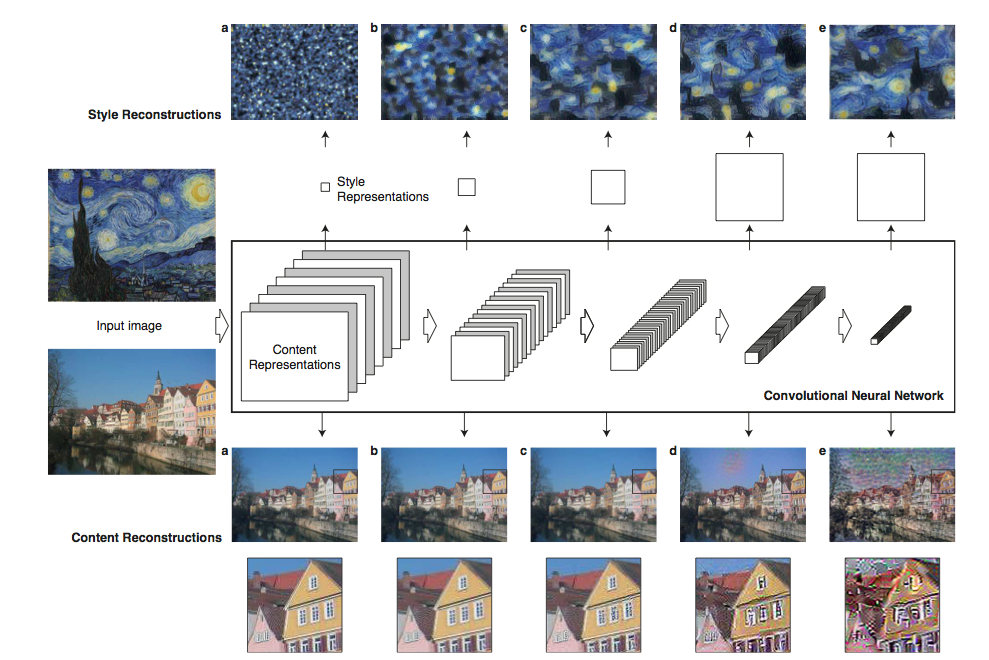 a
b
c
d
e
Style Reconstructions
Style
Representations
Input image
Content
Representations
Convolutional Neural Network
a
b
c
d
e
Content Reconstructions